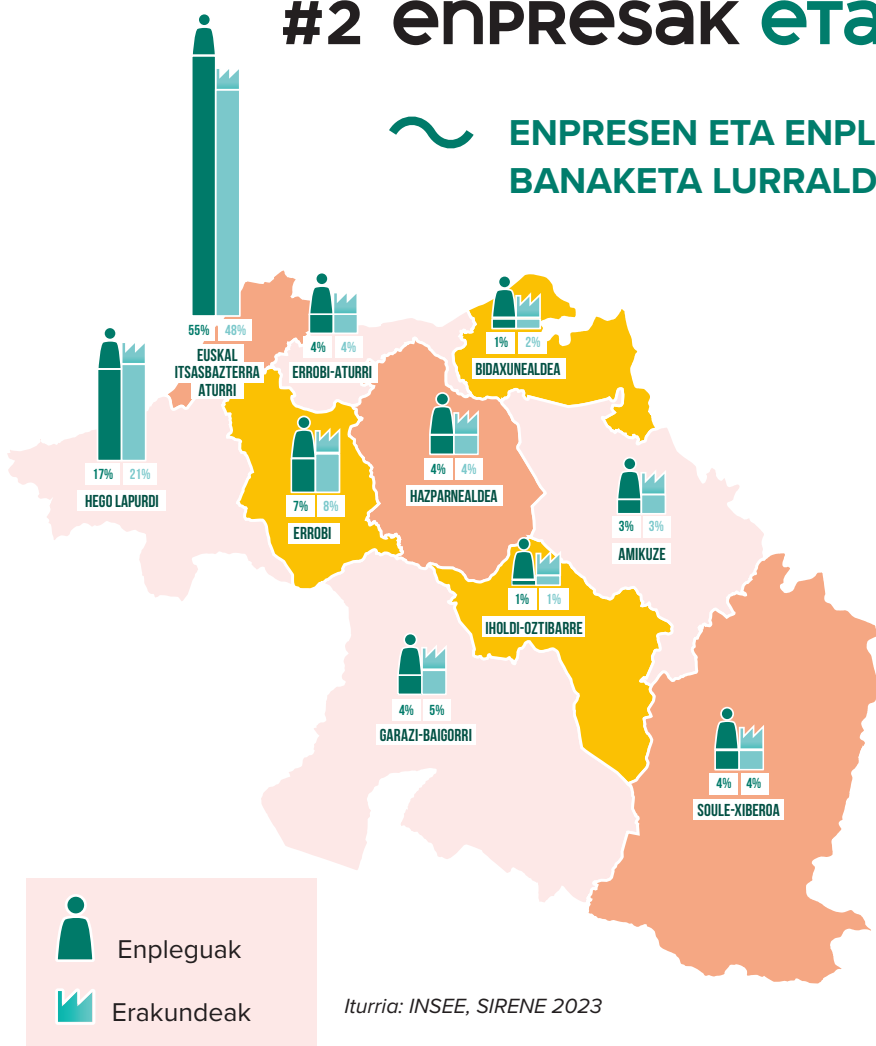 #2 enpresak eta
ENPRESEN ETA ENPL
BANAKETA LURRALD
55% 48%
EUSKAL
ITSASBAZTERRA
ATURRI
4% 4%
ERROBI-ATURRI
1% 2%
BIDAXUNEALDEA
17% 21%
HEGO LAPURDI
7% 8%
ERROBI
4% 4%
HAZPARNEALDEA
3% 3%
AMIKUZE
1% 1%
IHOLDI-OZTIBARRE
4% 5%
GARAZI-BAIGORRI
4% 4%
SOULE-XIBEROA
Enpleguak
Erakundeak
Iturria: INSEE, SIRENE 2023